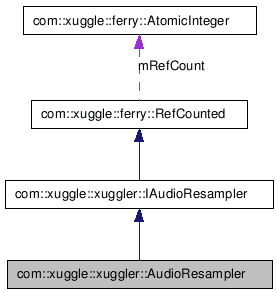 com::xuggle::ferry::AtomicInteger
mRefCount
com::xuggle::ferry::RefCounted
com::xuggle::xuggler::IAudioResampler
com::xuggle::xuggler::AudioResampler